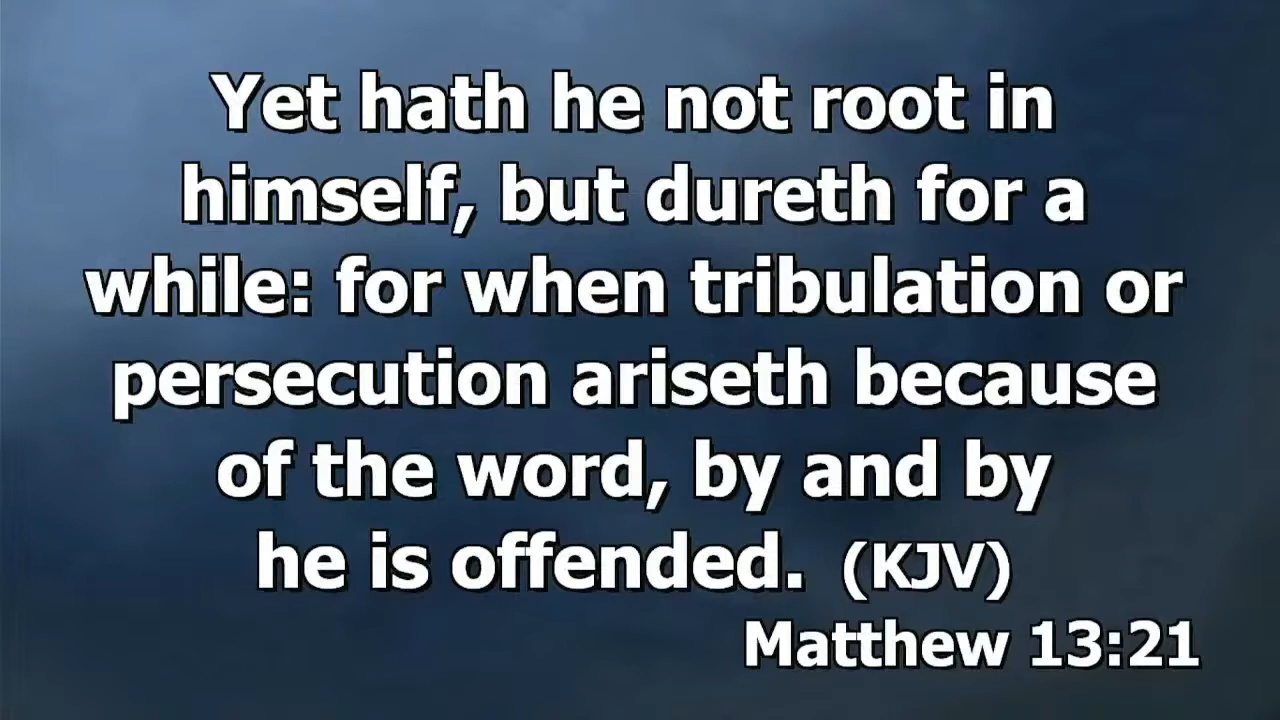 Yet hath he not root in
himself, but dureth for a
while: for when tribulation or
persecution ariseth because
of the word, by and by
he is offended. (KJV)
Matthew 13:21